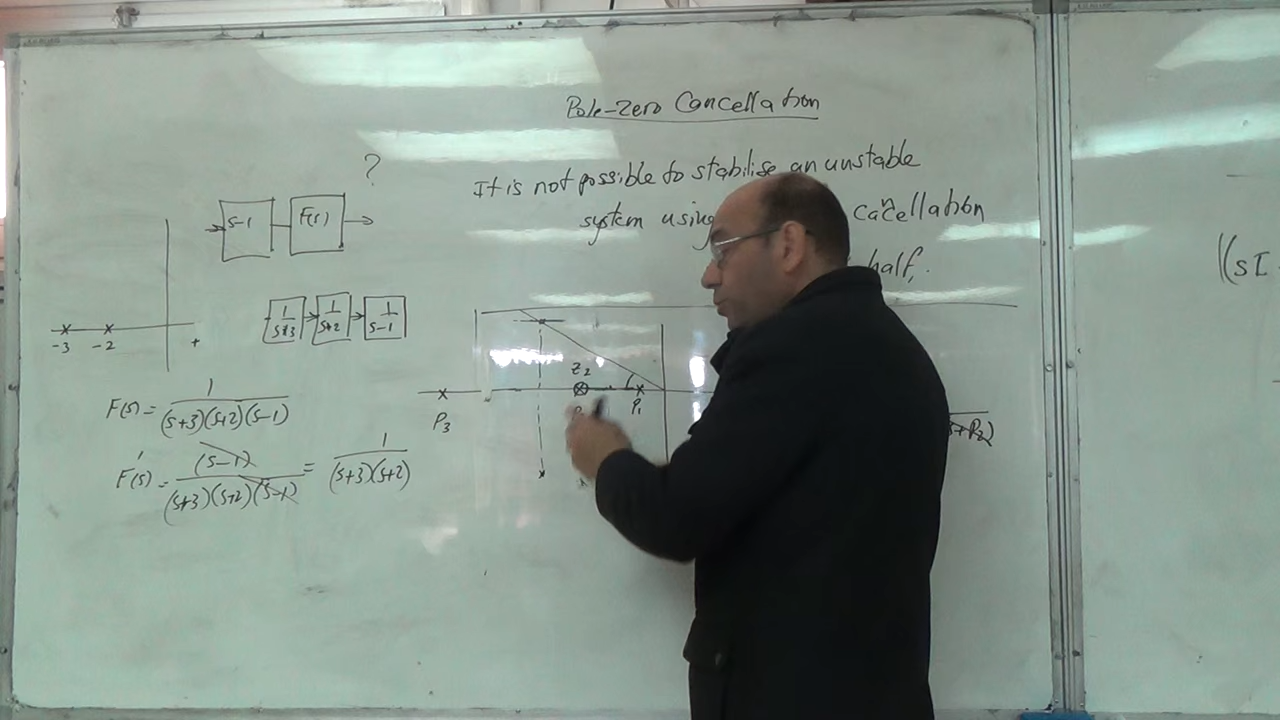 Pole-Zero Cancellation
?
It is not possible to stabilise an unstable
system using cancellation
half,
s-1 F(s)
1/(s+3) 1/(s+2) 1/(s-1)
-3 -2 +
F(s) = 1/((s+3)(s+2)(s-1))
F'(s) = (s-1)/((s+3)(s+2)(s-1)) = 1/((s+3)(s+2))
Z2
P3 P1
(s+P2)
((sI